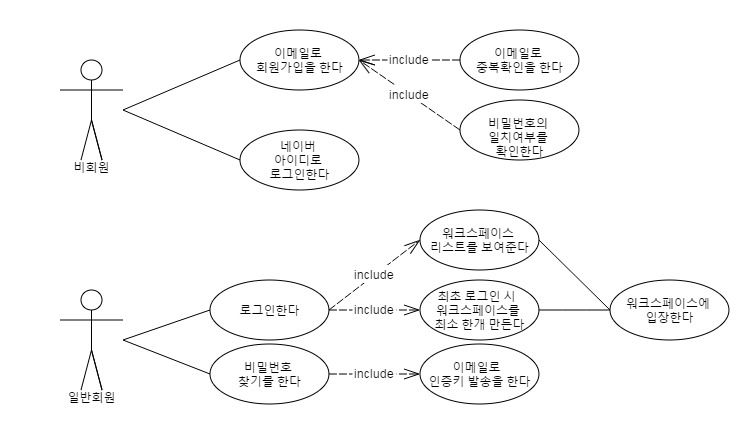 이메일로
회원가입을 한다
include
이메일로
중복확인을 한다
include
비밀번호의
일치여부를
확인한다
비회원
네이버
아이디로
로그인한다
워크스페이스
리스트를 보여준다
include
로그인한다
include
최초 로그인 시
워크스페이스를
최소 한개 만든다
워크스페이스에
입장한다
일반회원
비밀번호
찾기를 한다
include
이메일로
인증키 발송을 한다